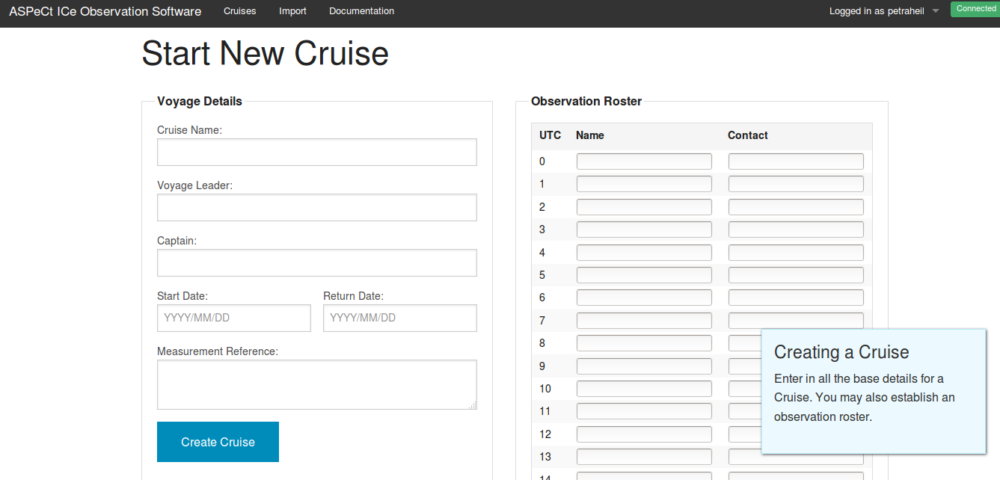 ASPeCt ICe Observation Software Cruises Import Documentation Logged in as petraheil Connected
Start New Cruise
Voyage Details
Cruise Name:
Voyage Leader:
Captain:
Start Date: Return Date:
YYYY/MM/DD YYYY/MM/DD
Measurement Reference:
Create Cruise
Observation Roster
UTC Name Contact
0
1
2
3
4
5
6
7
8
9
10
11
12
13
14
Creating a Cruise
Enter in all the base details for a
Cruise. You may also establish an
observation roster.